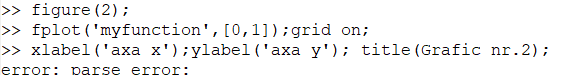 >> figure(2);
>> fplot('myfunction',[0,1]);grid on;
>> xlabel('axa x');ylabel('axa y'); title(Grafic nr.2);
error: parse error: